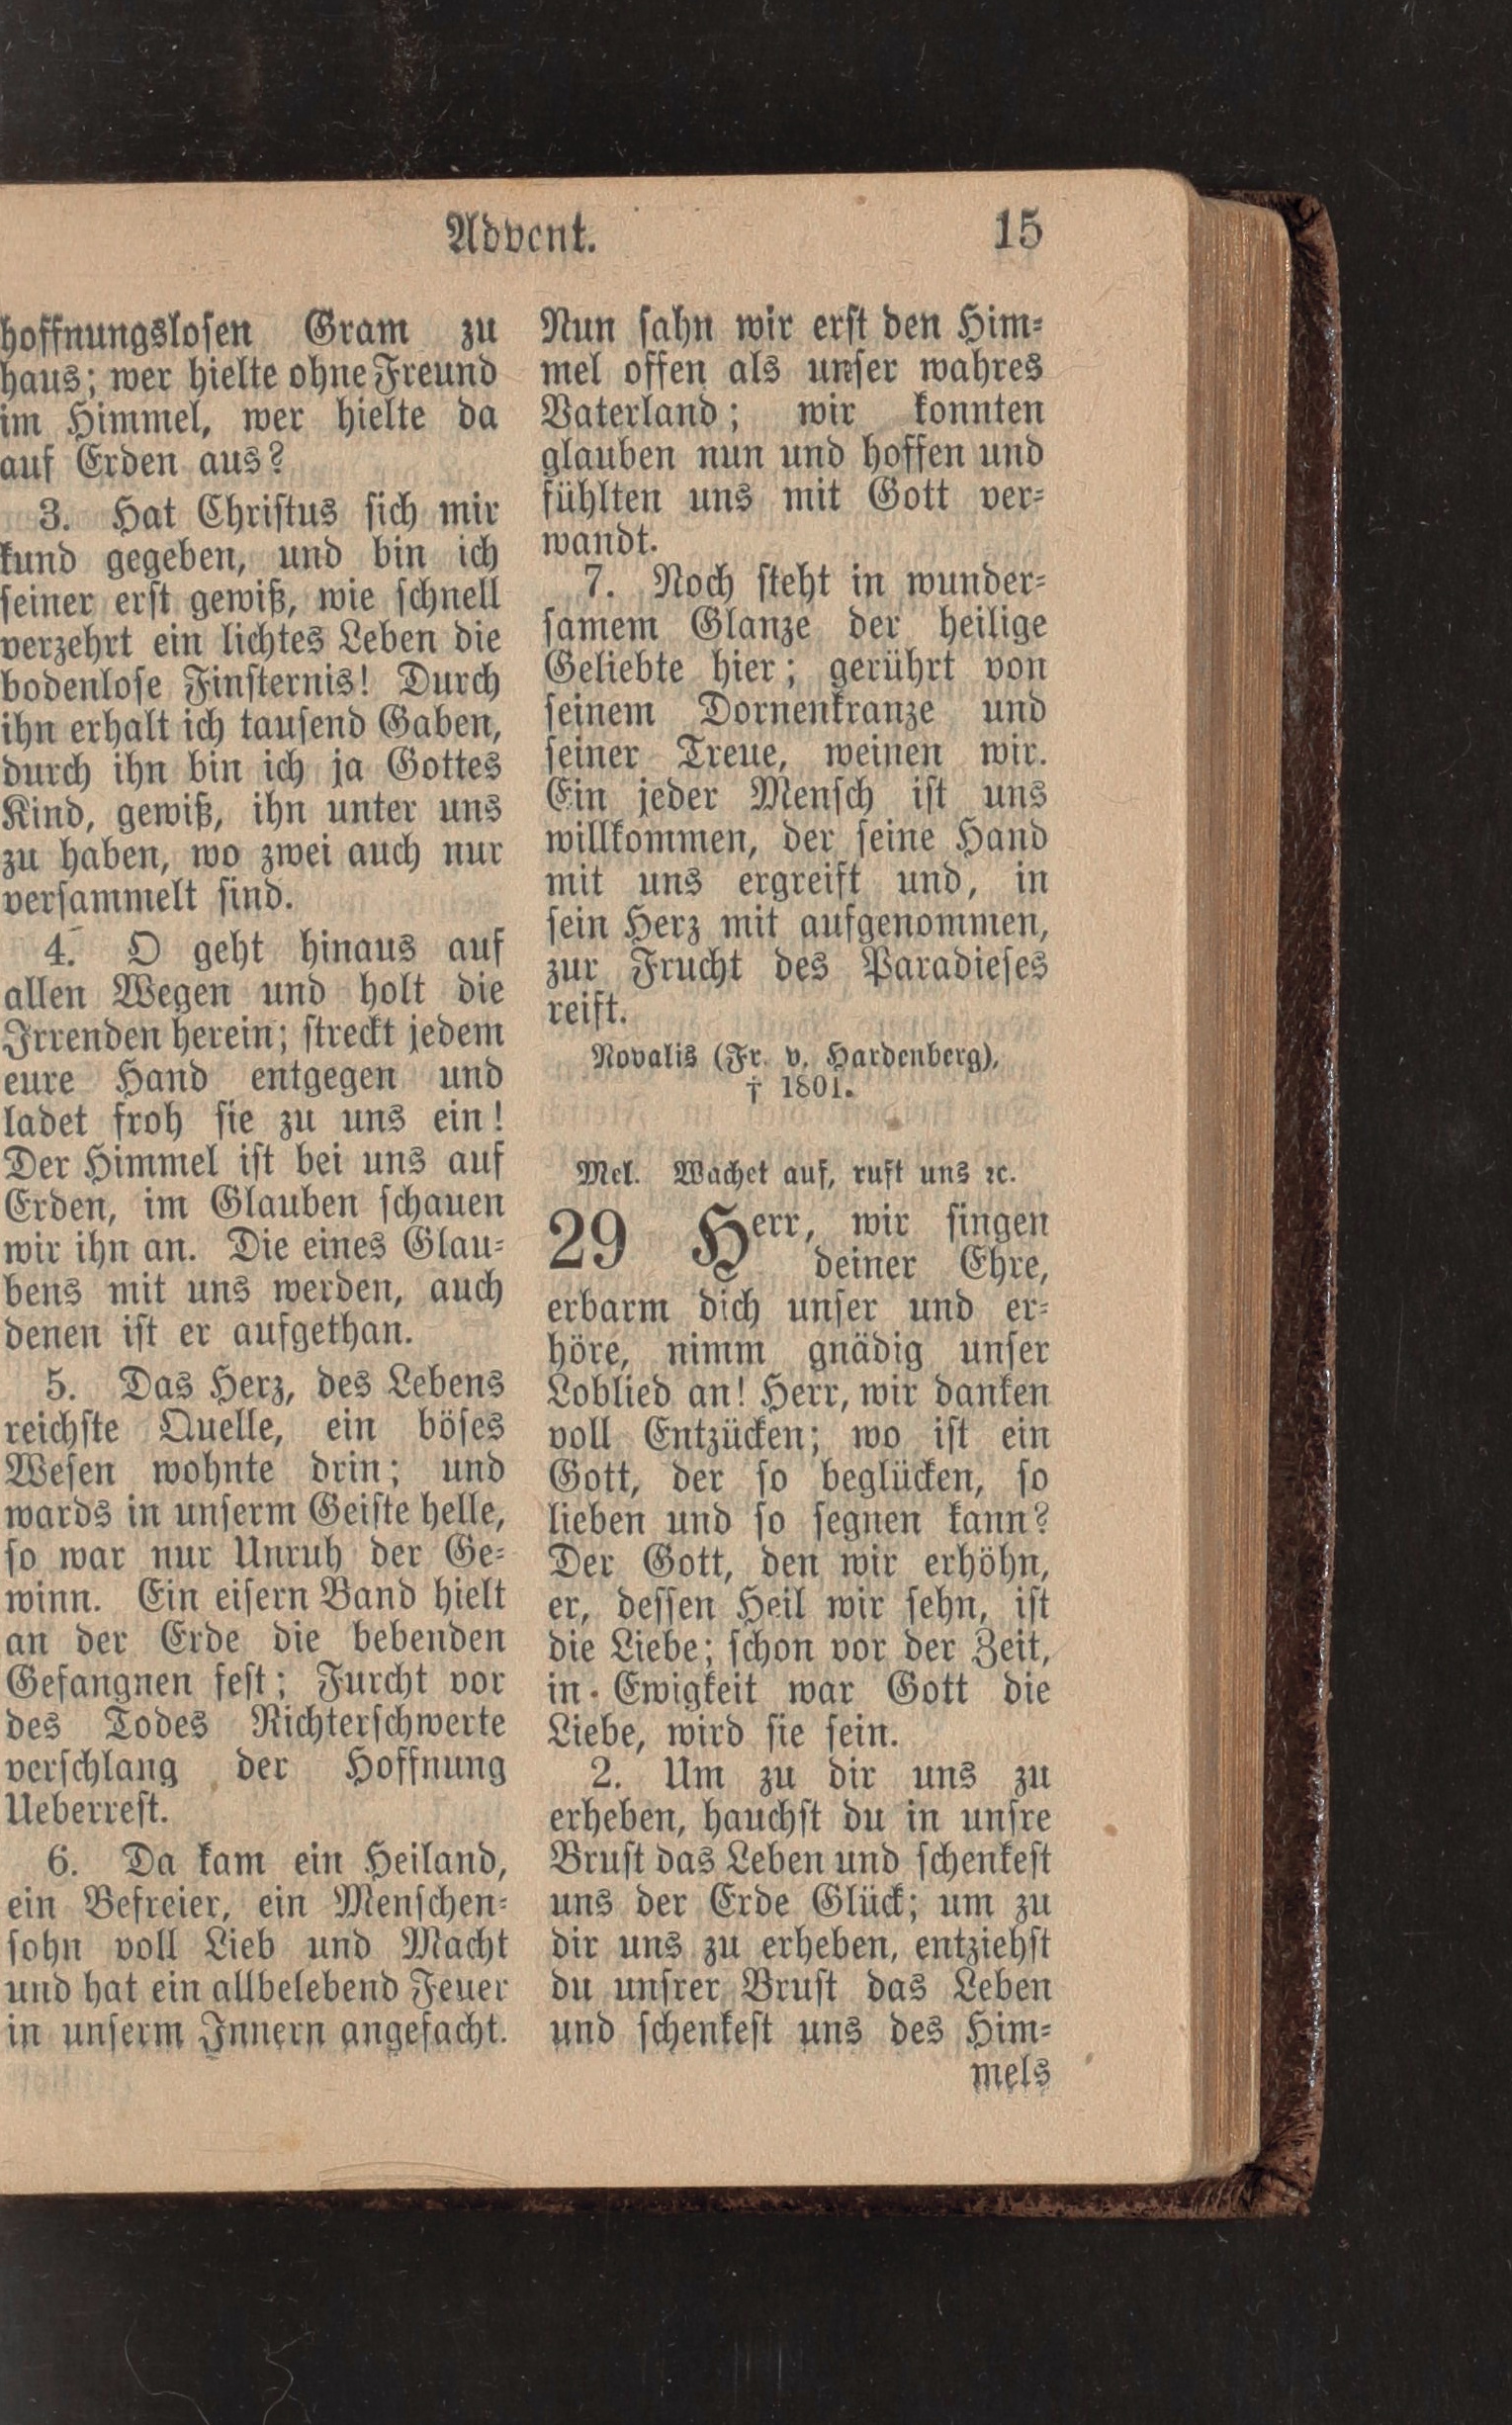 Advent. 15
hoffnungslosen Gram zu
haus; wer hielte ohne Freund
im Himmel, wer hielte da
auf Erden aus?
3. Hat Christus sich mir
kund gegeben, und bin ich
seiner erst gewiß, wie schnell
verzehrt ein lichtes Leben die
bodenlose Finsternis! Durch
ihn erhalt ich tausend Gaben,
durch ihn bin ich ja Gottes
Kind, gewiß, ihn unter uns
zu haben, wo zwei auch nur
versammelt sind.
4. O geht hinaus auf
allen Wegen und holt die
Irrenden herein; streckt jedem
eure Hand entgegen und
ladet froh sie zu uns ein!
Der Himmel ist bei uns auf
Erden, im Glauben schauen
wir ihn an. Die eines Glau-
bens mit uns werden, auch
denen ist er aufgethan.
5. Das Herz, des Lebens
reichste Quelle, ein böses
Wesen wohnte drin; und
wards in unserm Geiste helle,
so war nur Unruh der Ge-
winn. Ein eisern Band hielt
an der Erde die bebenden
Gefangnen fest; Furcht vor
des Todes Richterschwerte
verschlang der Hoffnung
Ueberrest.
6. Da kam ein Heiland,
ein Befreier, ein Menschen-
sohn voll Lieb und Macht
und hat ein allbelebend Feuer
in unserm Innern angefacht.
Nun sahn wir erst den Him-
mel offen als unser wahres
Vaterland; wir konnten
glauben nun und hoffen und
fühlten uns mit Gott ver-
wandt.
7. Noch steht in wunder-
samem Glanze der heilige
Geliebte hier; gerührt von
seinem Dornenkranze und
seiner Treue, weinen wir.
Ein jeder Mensch ist uns
willkommen, der seine Hand
mit uns ergreift und, in
sein Herz mit aufgenommen,
zur Frucht des Paradieses
reift.
Novalis (Fr. v. Hardenberg),
† 1801.
Mel. Wachet auf, ruft uns ꝛc.
29 Herr, wir singen
deiner Ehre,
erbarm dich unser und er-
höre, nimm gnädig unser
Loblied an! Herr, wir danken
voll Entzücken; wo ist ein
Gott, der so beglücken, so
lieben und so segnen kann?
Der Gott, den wir erhöhn,
er, dessen Heil wir sehn, ist
die Liebe; schon vor der Zeit,
in Ewigkeit war Gott die
Liebe, wird sie sein.
2. Um zu dir uns zu
erheben, hauchst du in unsre
Brust das Leben und schenkest
uns der Erde Glück; um zu
dir uns zu erheben, entziehst
du unsrer Brust das Leben
und schenkest uns des Him-
mels